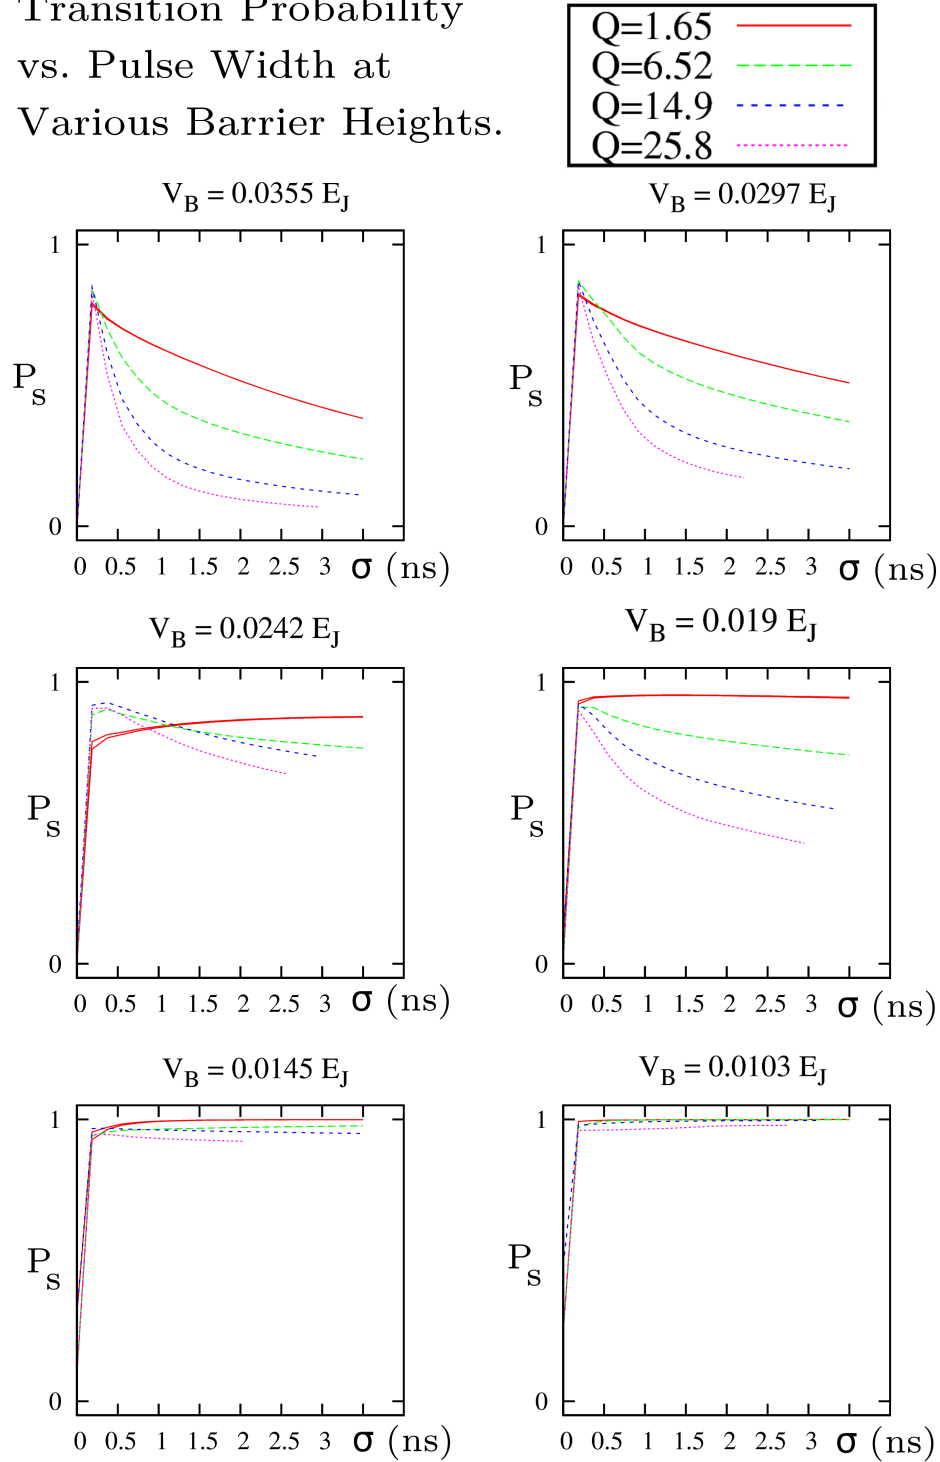 Transition Probability
vs. Pulse Width at
Various Barrier Heights.
Q=1.65
Q=6.52
Q=14.9
Q=25.8
V_B = 0.0355 E_J
1
P_s
0
0 0.5 1 1.5 2 2.5 3 σ (ns)
V_B = 0.0297 E_J
1
P_s
0
0 0.5 1 1.5 2 2.5 3 σ (ns)
V_B = 0.0242 E_J
1
P_s
0
0 0.5 1 1.5 2 2.5 3 σ (ns)
V_B = 0.019 E_J
1
P_s
0
0 0.5 1 1.5 2 2.5 3 σ (ns)
V_B = 0.0145 E_J
1
P_s
0
0 0.5 1 1.5 2 2.5 3 σ (ns)
V_B = 0.0103 E_J
1
P_s
0
0 0.5 1 1.5 2 2.5 3 σ (ns)